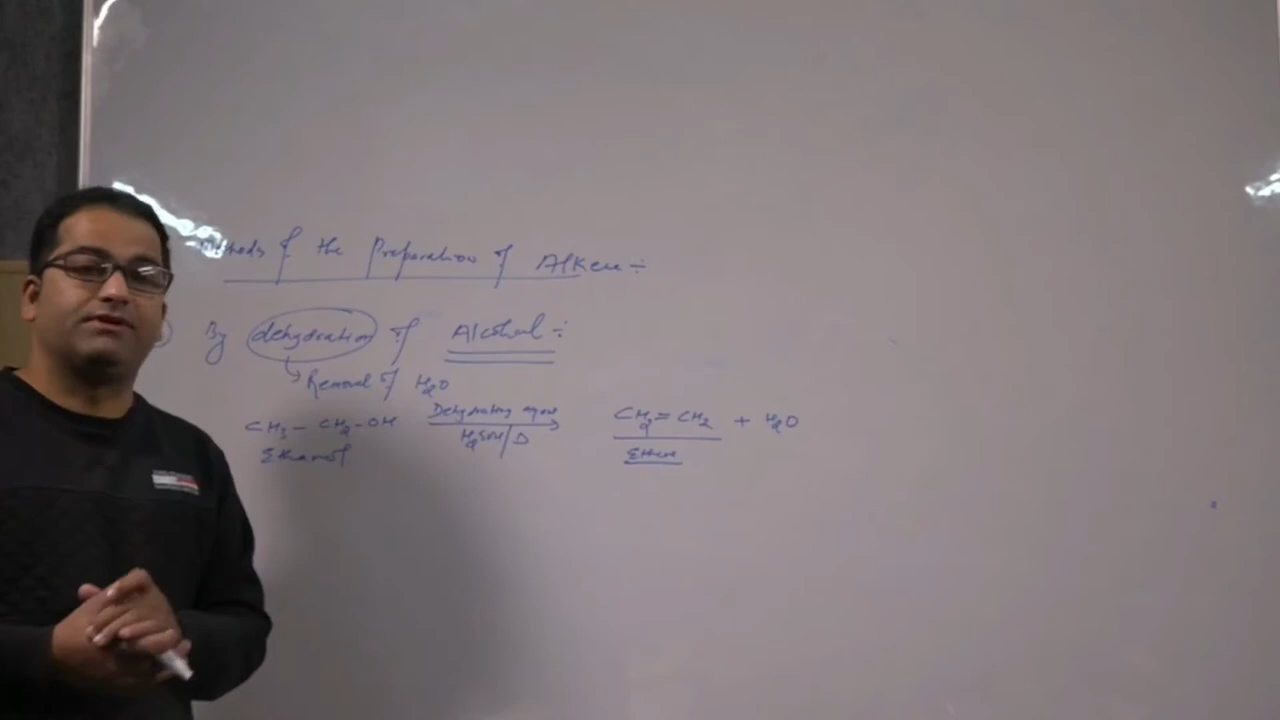 Methods of the Preparation of Alkene ÷
By dehydration of Alcohol ÷
↳ Removal of H2O
CH3 – CH2 – OH Dehydrating agent H2SO4/Δ → CH2 = CH2 + H2O
Ethanol Ethene